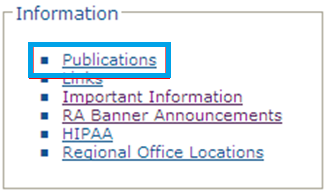 Information
Publications
Links
Important Information
RA Banner Announcements
HIPAA
Regional Office Locations